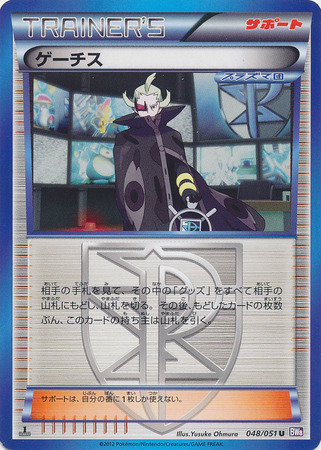 TRAINER'S
サポート
ゲーチス
プラズマ団
相手の手札を見て、その中の「グッズ」をすべて相手の
山札にもどし、山札を切る。その後、もどしたカードの枚数
ぶん、このカードの持ち主は山札を引く。
サポートは、自分の番に1枚しか使えない。
Illus.Yusuke Ohmura
048/051 U
©2012 Pokémon/Nintendo/Creatures/GAME FREAK.